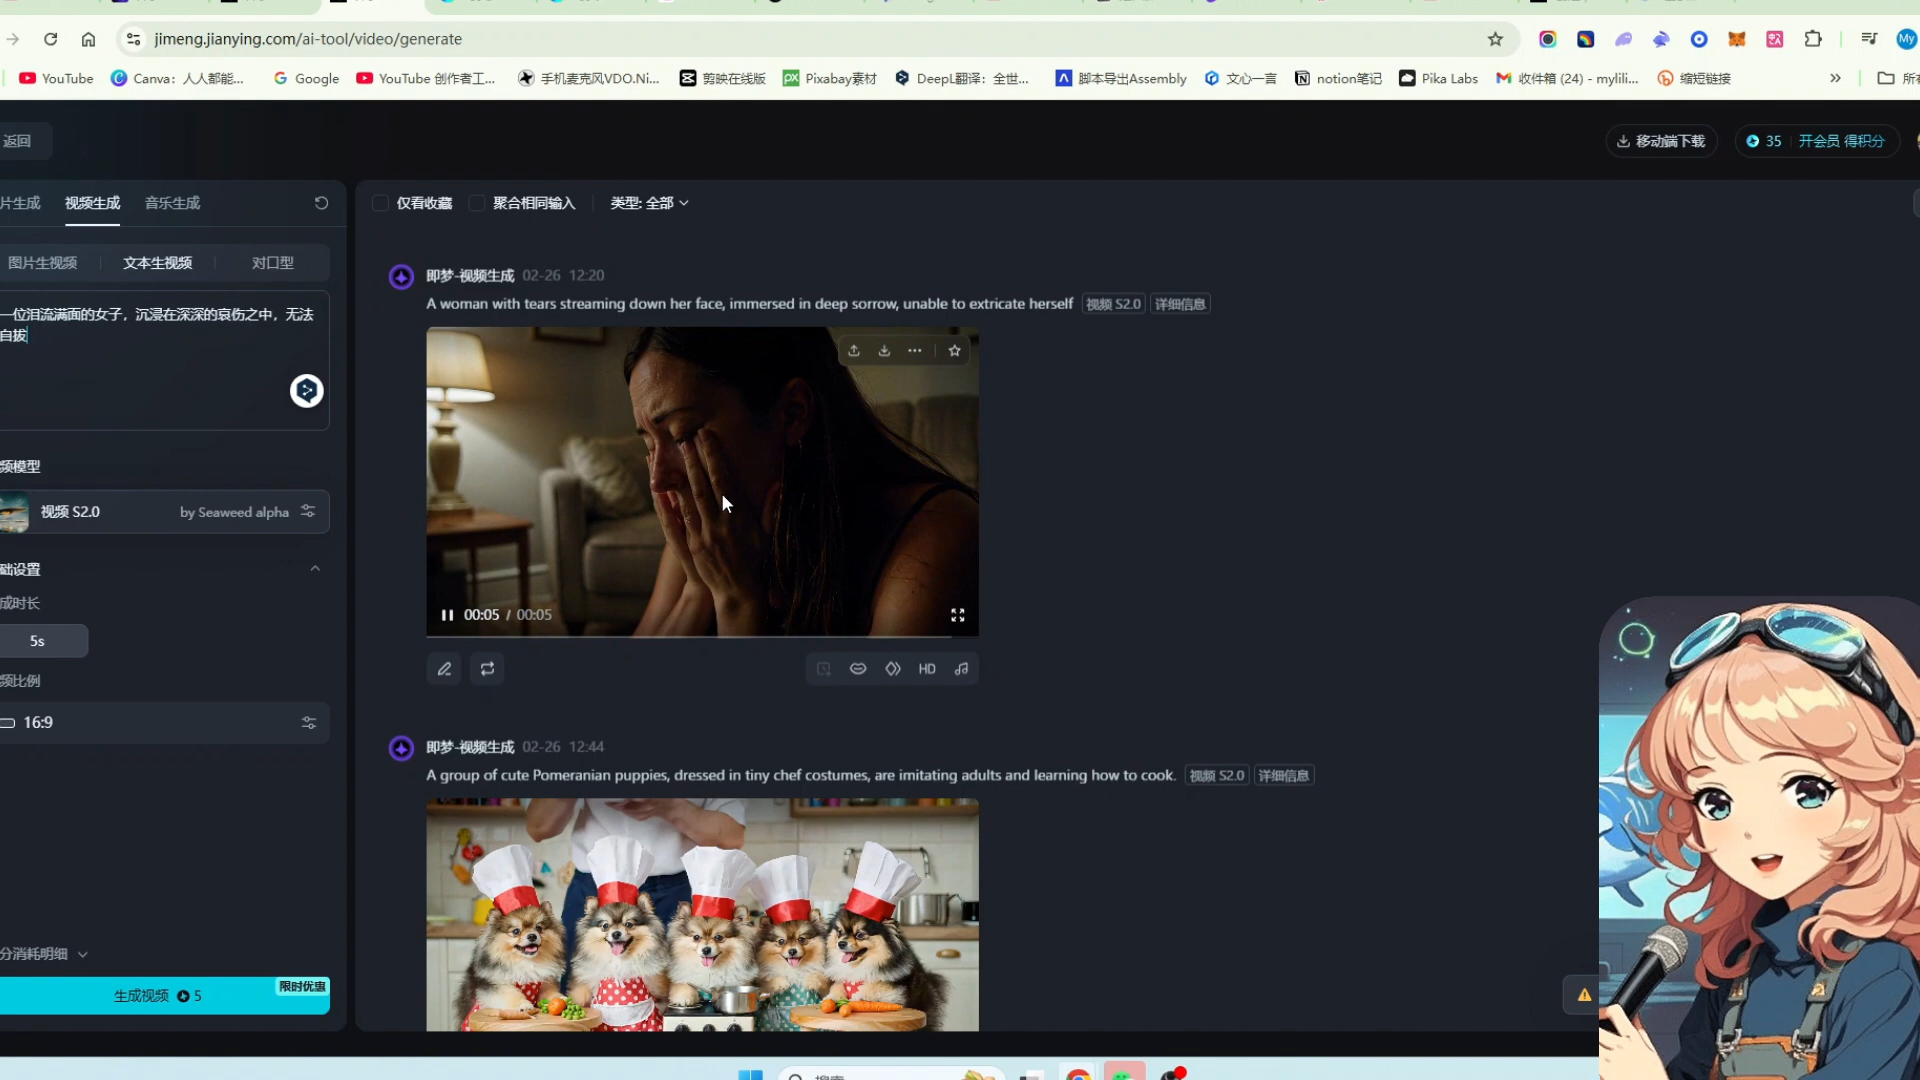 jimeng.jianying.com/ai-tool/video/generate
My
YouTube
Canva：人人都能...
Google
YouTube 创作者工...
手机麦克风VDO.Ni...
剪映在线版
Pixabay素材
DeepL翻译：全世...
脚本导出Assembly
文心一言
notion笔记
Pika Labs
收件箱 (24) - mylili...
缩短链接
»
所
返回
移动端下载
35
开会员 得积分
片生成
视频生成
音乐生成
仅看收藏
聚合相同输入
类型: 全部
图片生视频
文本生视频
对口型
一位泪流满面的女子，沉浸在深深的哀伤之中，无法
自拔
频模型
视频 S2.0
by Seaweed alpha
础设置
成时长
5s
频比例
16:9
分消耗明细
生成视频 5
限时优惠
即梦-视频生成 02-26 12:20
A woman with tears streaming down her face, immersed in deep sorrow, unable to extricate herself 视频 S2.0 详细信息
00:05 / 00:05
HD
即梦-视频生成 02-26 12:44
A group of cute Pomeranian puppies, dressed in tiny chef costumes, are imitating adults and learning how to cook. 视频 S2.0 详细信息
搜索